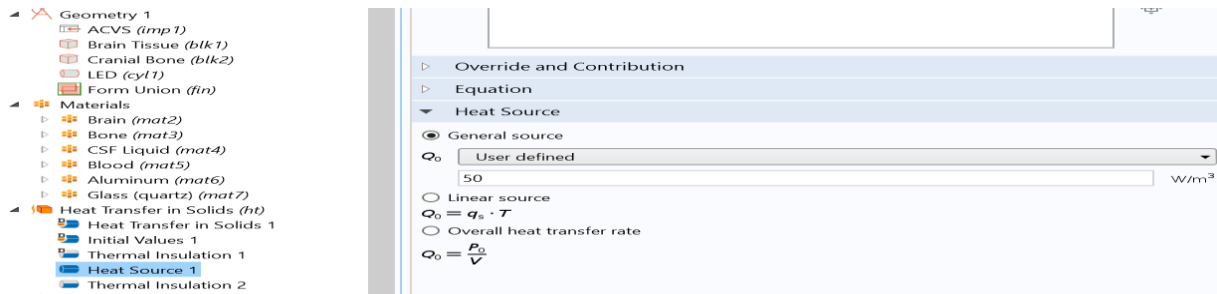 Geometry 1
ACVS (imp1)
Brain Tissue (blk1)
Cranial Bone (blk2)
LED (cyl1)
Form Union (fin)
Materials
Brain (mat2)
Bone (mat3)
CSF Liquid (mat4)
Blood (mat5)
Aluminum (mat6)
Glass (quartz) (mat7)
Heat Transfer in Solids (ht)
Heat Transfer in Solids 1
Initial Values 1
Thermal Insulation 1
Heat Source 1
Thermal Insulation 2
Override and Contribution
Equation
Heat Source
General source
Q₀ User defined
50 W/m³
Linear source
Q₀ = qₛ · T
Overall heat transfer rate
Q₀ = P₀/V